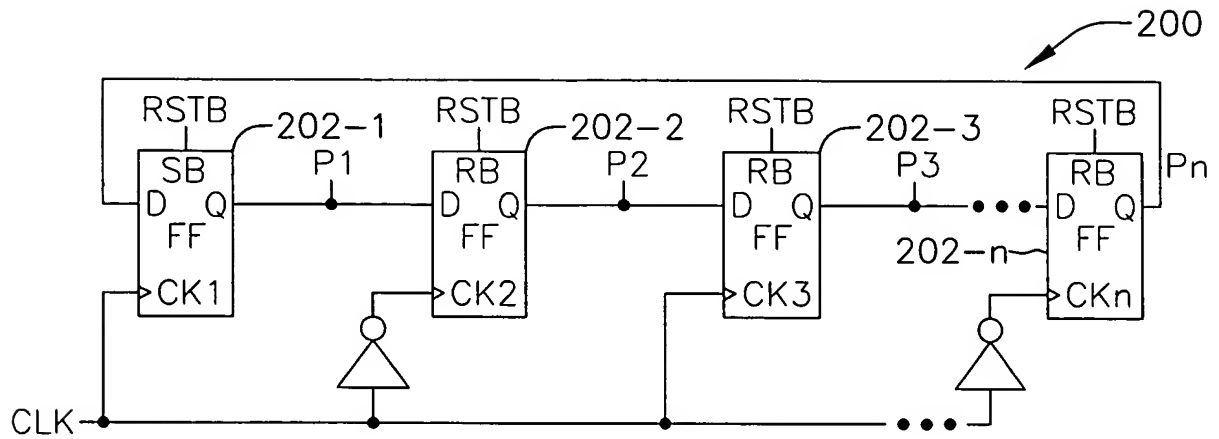 200
RSTB
202-1
RSTB
202-2
RSTB
202-3
RSTB
SB
P1
RB
P2
RB
P3
RB
Pn
D Q
D Q
D Q
D Q
FF
FF
FF
202-n
FF
CK1
CK2
CK3
CKn
CLK